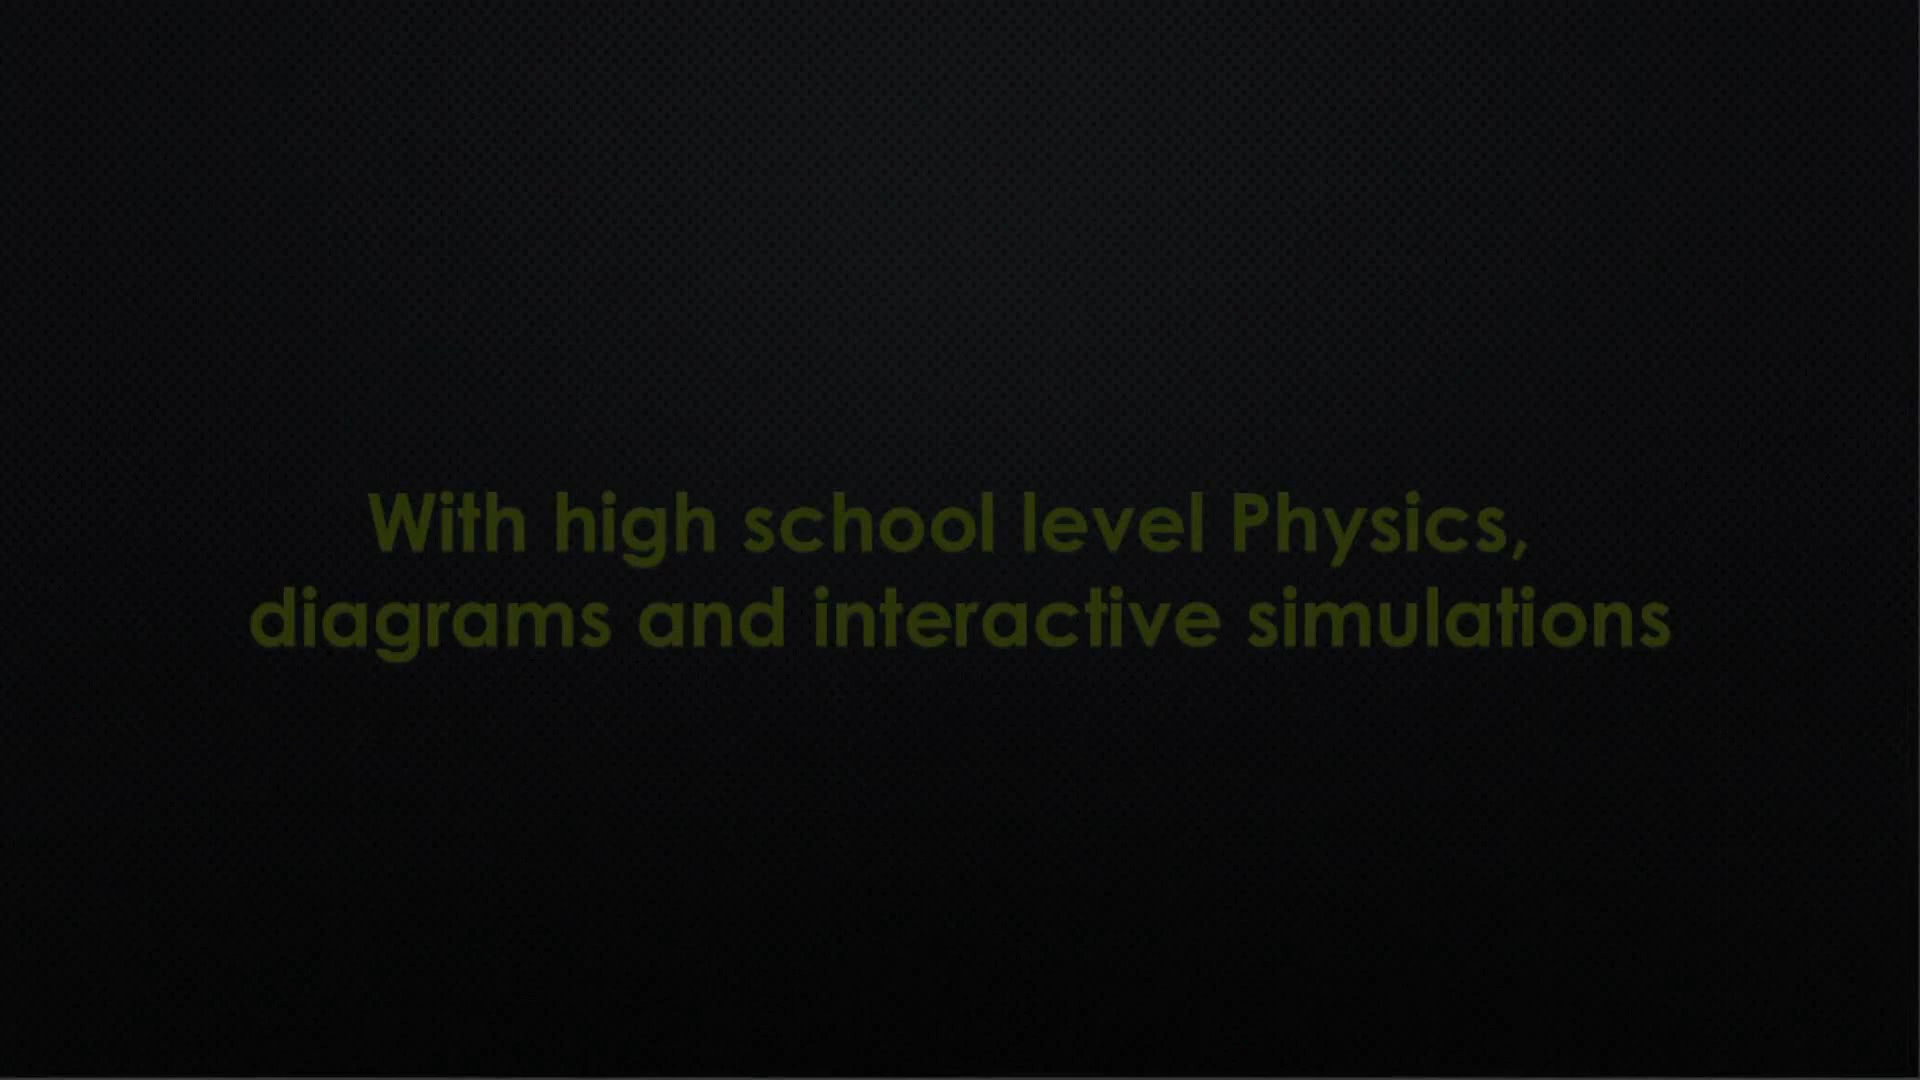 With high school level Physics,
diagrams and interactive simulations